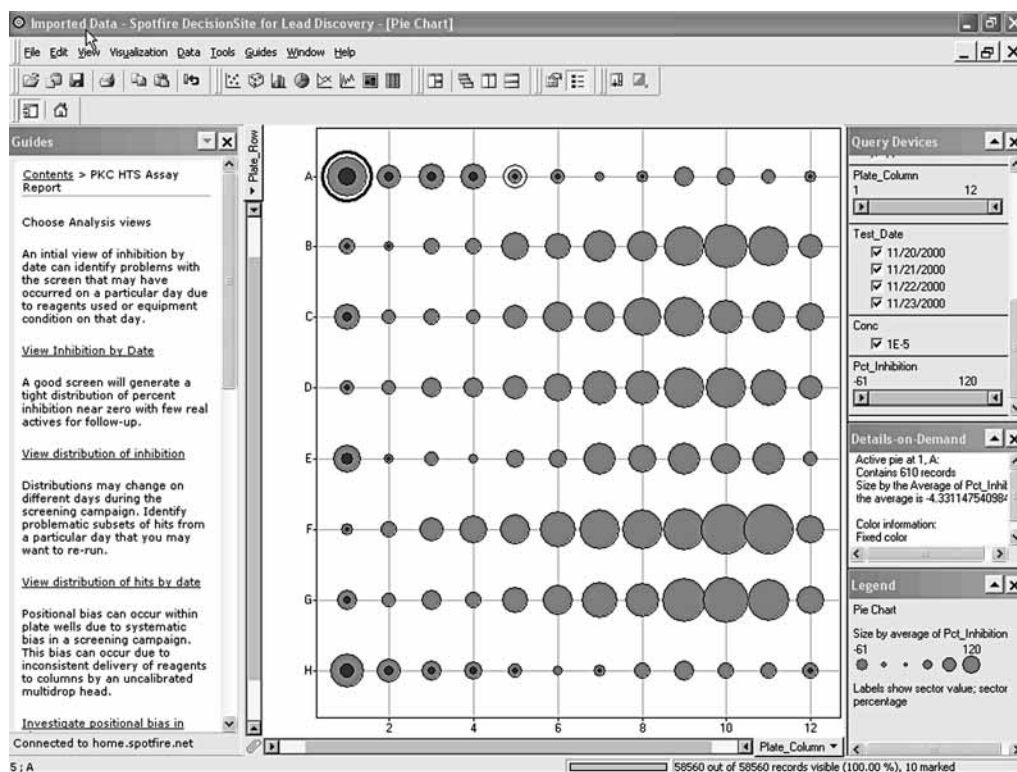 Imported Data - Spotfire DecisionSite for Lead Discovery - [Pie Chart]
File Edit View Visualization Data Tools Guides Window Help
Guides
Contents > PKC HTS Assay
Report
Choose Analysis views
An intial view of inhibition by
date can identify problems with
the screen that may have
occurred on a particular day due
to reagents used or equipment
condition on that day.
View Inhibition by Date
A good screen will generate a
tight distribution of percent
inhibition near zero with few real
actives for follow-up.
View distribution of inhibition
Distributions may change on
different days during the
screening campaign. Identify
problematic subsets of hits from
a particular day that you may
want to re-run.
View distribution of hits by date
Positional bias can occur within
plate wells due to systematic
bias in a screening campaign.
This bias can occur due to
inconsistent delivery of reagents
to columns by an uncalibrated
multidrop head.
Investigate positional bias in
Connected to home.spotfire.net
5 : A
Plate_Row
A
B
C
D
E
F
G
H
2 4 6 8 10 12
Plate_Column
58560 out of 58560 records visible (100.00 %), 10 marked
Query Devices
Plate_Column
1 12
Test_Date
11/20/2000
11/21/2000
11/22/2000
11/23/2000
Conc
1E-5
Pct_Inhibition
-61 120
Details-on-Demand
Active pie at 1, A:
Contains 610 records
Size by the Average of Pct_Inhib
the average is -4.331147540984
Color information:
Fixed color
Legend
Pie Chart
Size by average of Pct_Inhibition
-61 120
Labels show sector value; sector
percentage